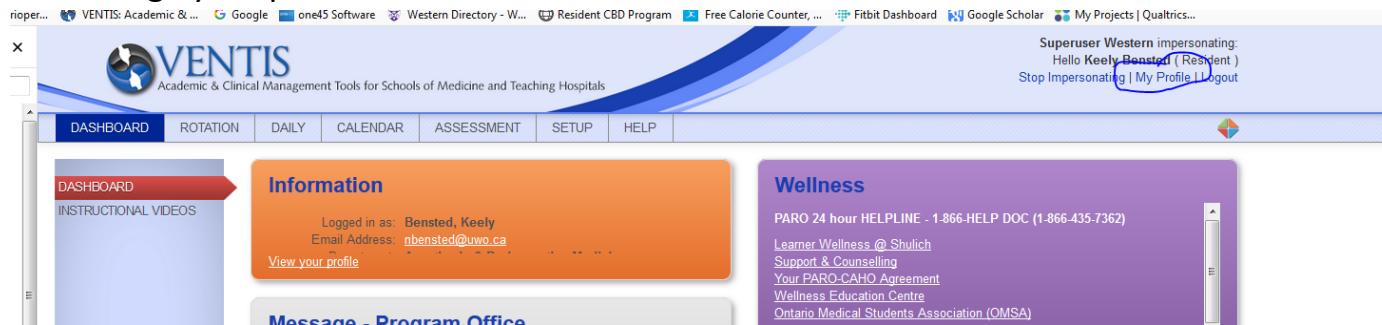 rioper... VENTIS: Academic & ... Google one45 Software Western Directory - W... Resident CBD Program Free Calorie Counter, ... Fitbit Dashboard Google Scholar My Projects | Qualtrics...
VENTIS
Academic & Clinical Management Tools for Schools of Medicine and Teaching Hospitals
Superuser Western impersonating:
Hello Keely Bensted ( Resident )
Stop Impersonating | My Profile | Logout
DASHBOARD ROTATION DAILY CALENDAR ASSESSMENT SETUP HELP
DASHBOARD
INSTRUCTIONAL VIDEOS
Information
Logged in as: Bensted, Keely
Email Address: nbensted@uwo.ca
View your profile
Message - Program Office
Wellness
PARO 24 hour HELPLINE - 1-866-HELP DOC (1-866-435-7362)
Learner Wellness @ Shulich
Support & Counselling
Your PARO-CAHO Agreement
Wellness Education Centre
Ontario Medical Students Association (OMSA)